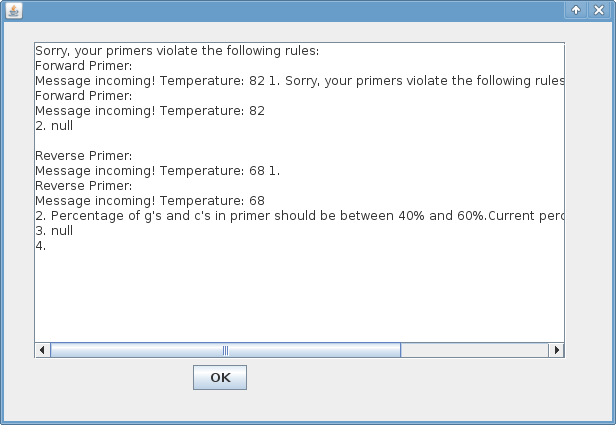 Sorry, your primers violate the following rules:
Forward Primer:
Message incoming! Temperature: 82 1. Sorry, your primers violate the following rules
Forward Primer:
Message incoming! Temperature: 82
2. null
Reverse Primer:
Message incoming! Temperature: 68 1.
Reverse Primer:
Message incoming! Temperature: 68
2. Percentage of g's and c's in primer should be between 40% and 60%.Current perc
3. null
4.
OK